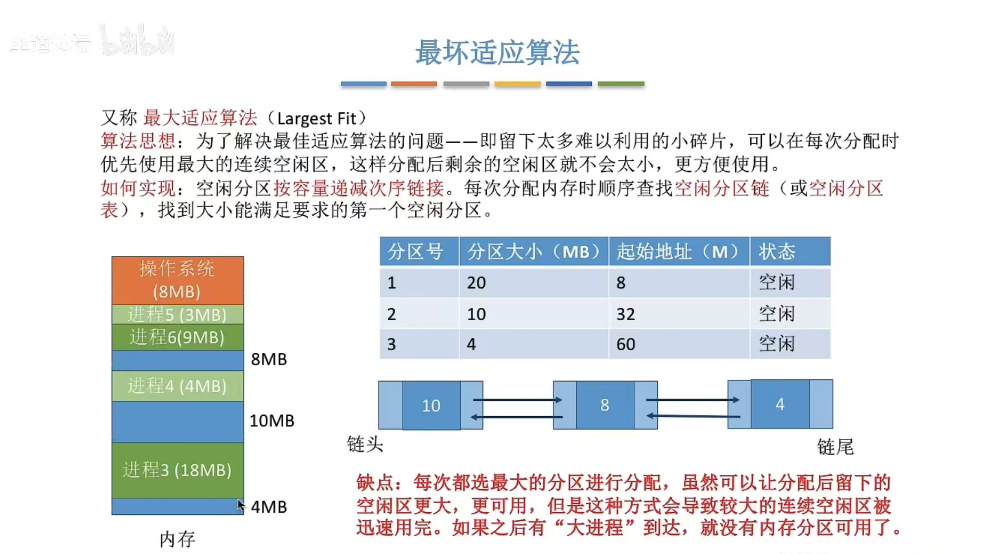 bilibili
最坏适应算法
又称 最大适应算法（Largest Fit）
算法思想：为了解决最佳适应算法的问题——即留下太多难以利用的小碎片，可以在每次分配时
优先使用最大的连续空闲区，这样分配后剩余的空闲区就不会太小，更方便使用。
如何实现：空闲分区按容量递减次序链接。每次分配内存时顺序查找空闲分区链（或空闲分区
表），找到大小能满足要求的第一个空闲分区。
操作系统
(8MB)
进程5 (3MB)
进程6(9MB)
8MB
进程4 (4MB)
10MB
进程3 (18MB)
4MB
内存
分区号 分区大小（MB） 起始地址（M） 状态
1 20 8 空闲
2 10 32 空闲
3 4 60 空闲
10 8 4
链头 链尾
缺点：每次都选最大的分区进行分配，虽然可以让分配后留下的
空闲区更大，更可用，但是这种方式会导致较大的连续空闲区被
迅速用完。如果之后有“大进程”到达，就没有内存分区可用了。